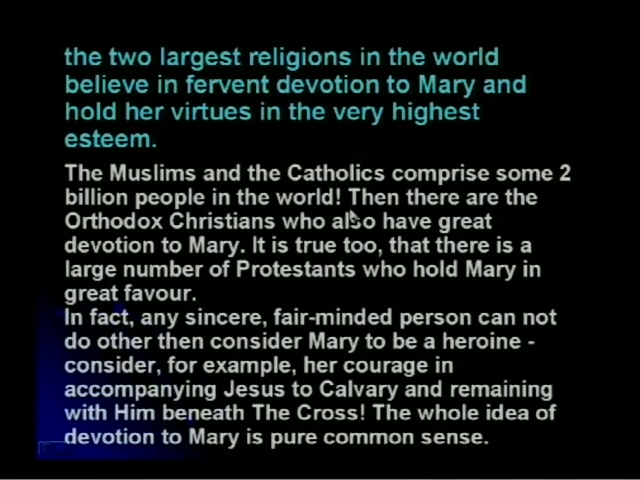 the two largest religions in the world
believe in fervent devotion to Mary and
hold her virtues in the very highest
esteem.
The Muslims and the Catholics comprise some 2
billion people in the world! Then there are the
Orthodox Christians who also have great
devotion to Mary. It is true too, that there is a
large number of Protestants who hold Mary in
great favour.
In fact, any sincere, fair-minded person can not
do other then consider Mary to be a heroine -
consider, for example, her courage in
accompanying Jesus to Calvary and remaining
with Him beneath The Cross! The whole idea of
devotion to Mary is pure common sense.